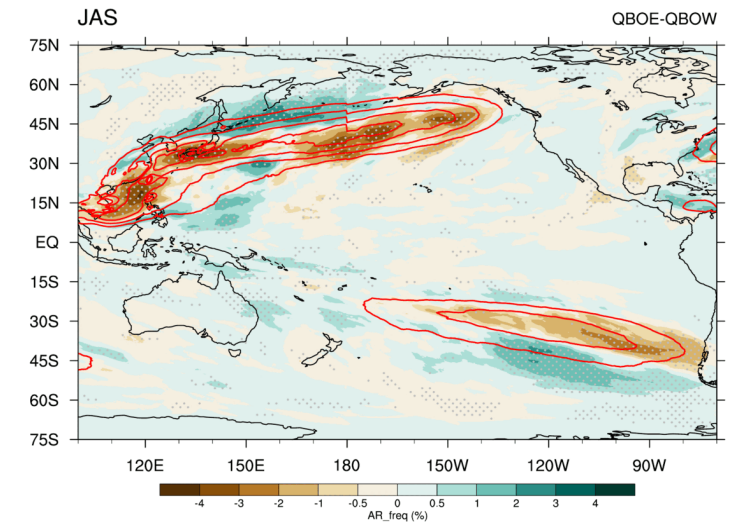 JAS QBOE-QBOW
75N
60N
45N
30N
15N
EQ
15S
30S
45S
60S
75S
120E 150E 180 150W 120W 90W
-4 -3 -2 -1 -0.5 0 0.5 1 2 3 4
AR_freq (%)